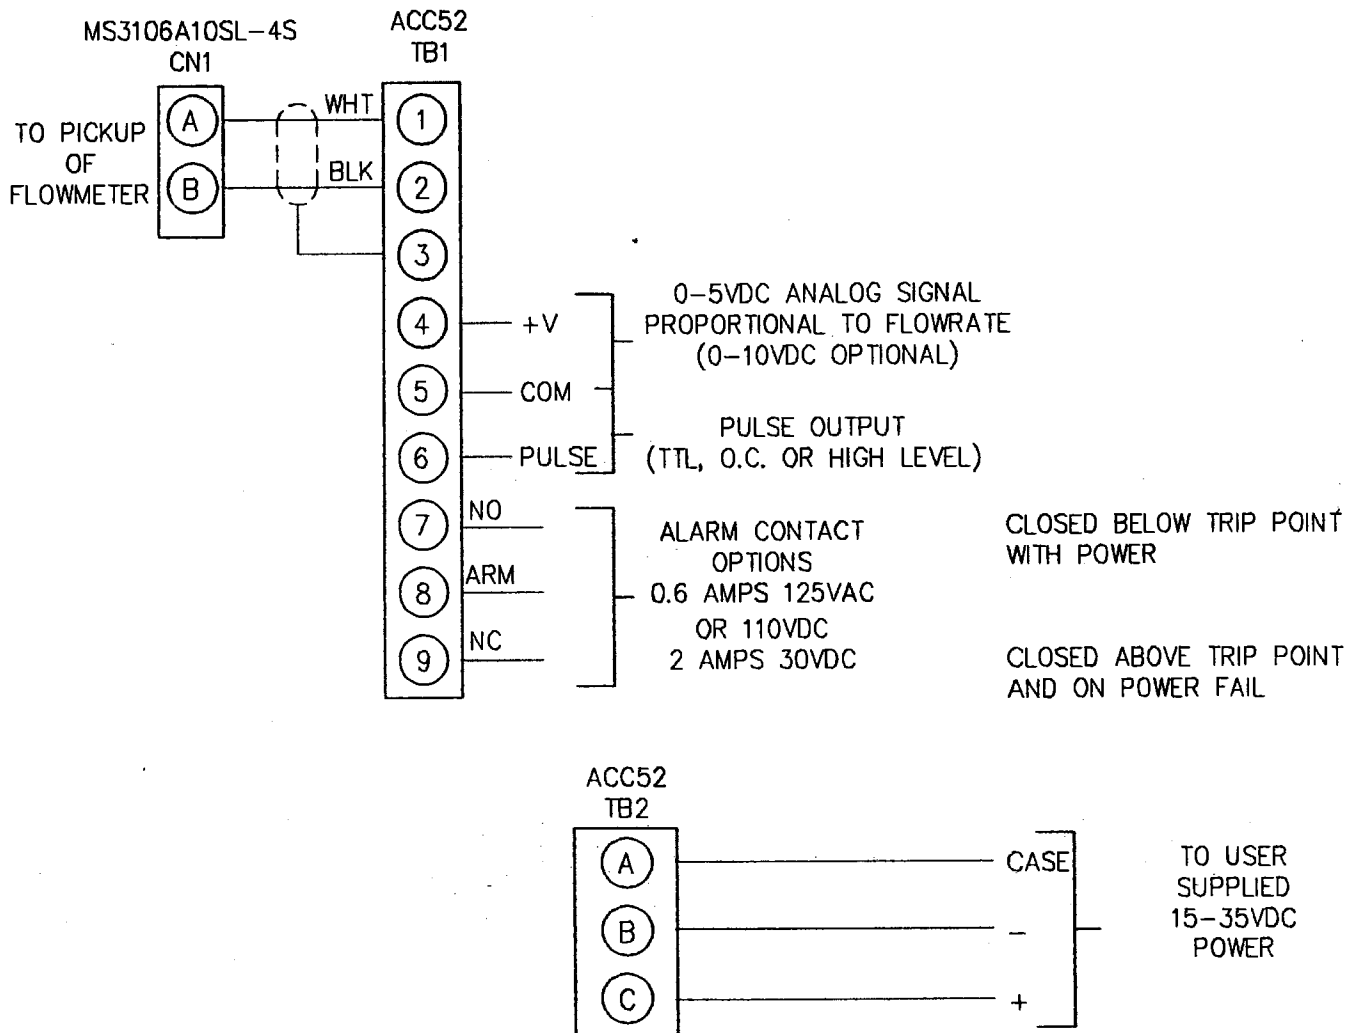 MS3106A10SL-4S
CN1
ACC52
TB1
TO PICKUP
OF
FLOWMETER
A
B
WHT
BLK
1
2
3
4
5
6
7
8
9
+V
COM
PULSE
0-5VDC ANALOG SIGNAL
PROPORTIONAL TO FLOWRATE
(0-10VDC OPTIONAL)
PULSE OUTPUT
(TTL, O.C. OR HIGH LEVEL)
NO
ARM
NC
ALARM CONTACT
OPTIONS
0.6 AMPS 125VAC
OR 110VDC
2 AMPS 30VDC
CLOSED BELOW TRIP POINT
WITH POWER
CLOSED ABOVE TRIP POINT
AND ON POWER FAIL
ACC52
TB2
A
B
C
CASE
-
+
TO USER
SUPPLIED
15-35VDC
POWER